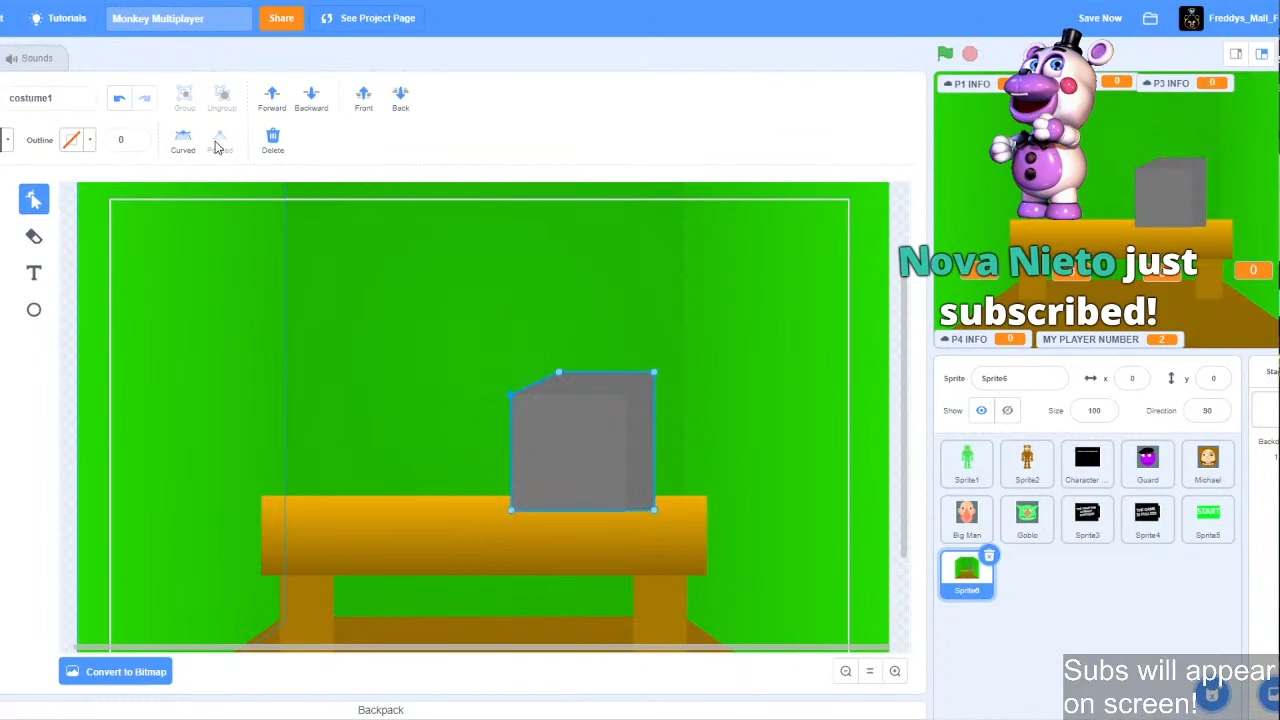 Tutorials
Monkey Multiplayer
Share
See Project Page
Save Now
Freddys_Mail_F
Sounds
costume1
Group
Ungroup
Forward
Backward
Front
Back
Outline
0
Curved
Delete
P1 INFO
0
P3 INFO
0
Nova Nieto just
subscribed!
0
P4 INFO
0
MY PLAYER NUMBER
2
Sprite
Sprite6
x
0
y
0
Show
Size
100
Direction
90
Sprite1
Sprite2
Character ...
Guard
Michael
Big Man
Goblo
Sprite3
Sprite4
START
Sprite5
Sprite6
Convert to Bitmap
Backpack
Subs will appear
on screen!